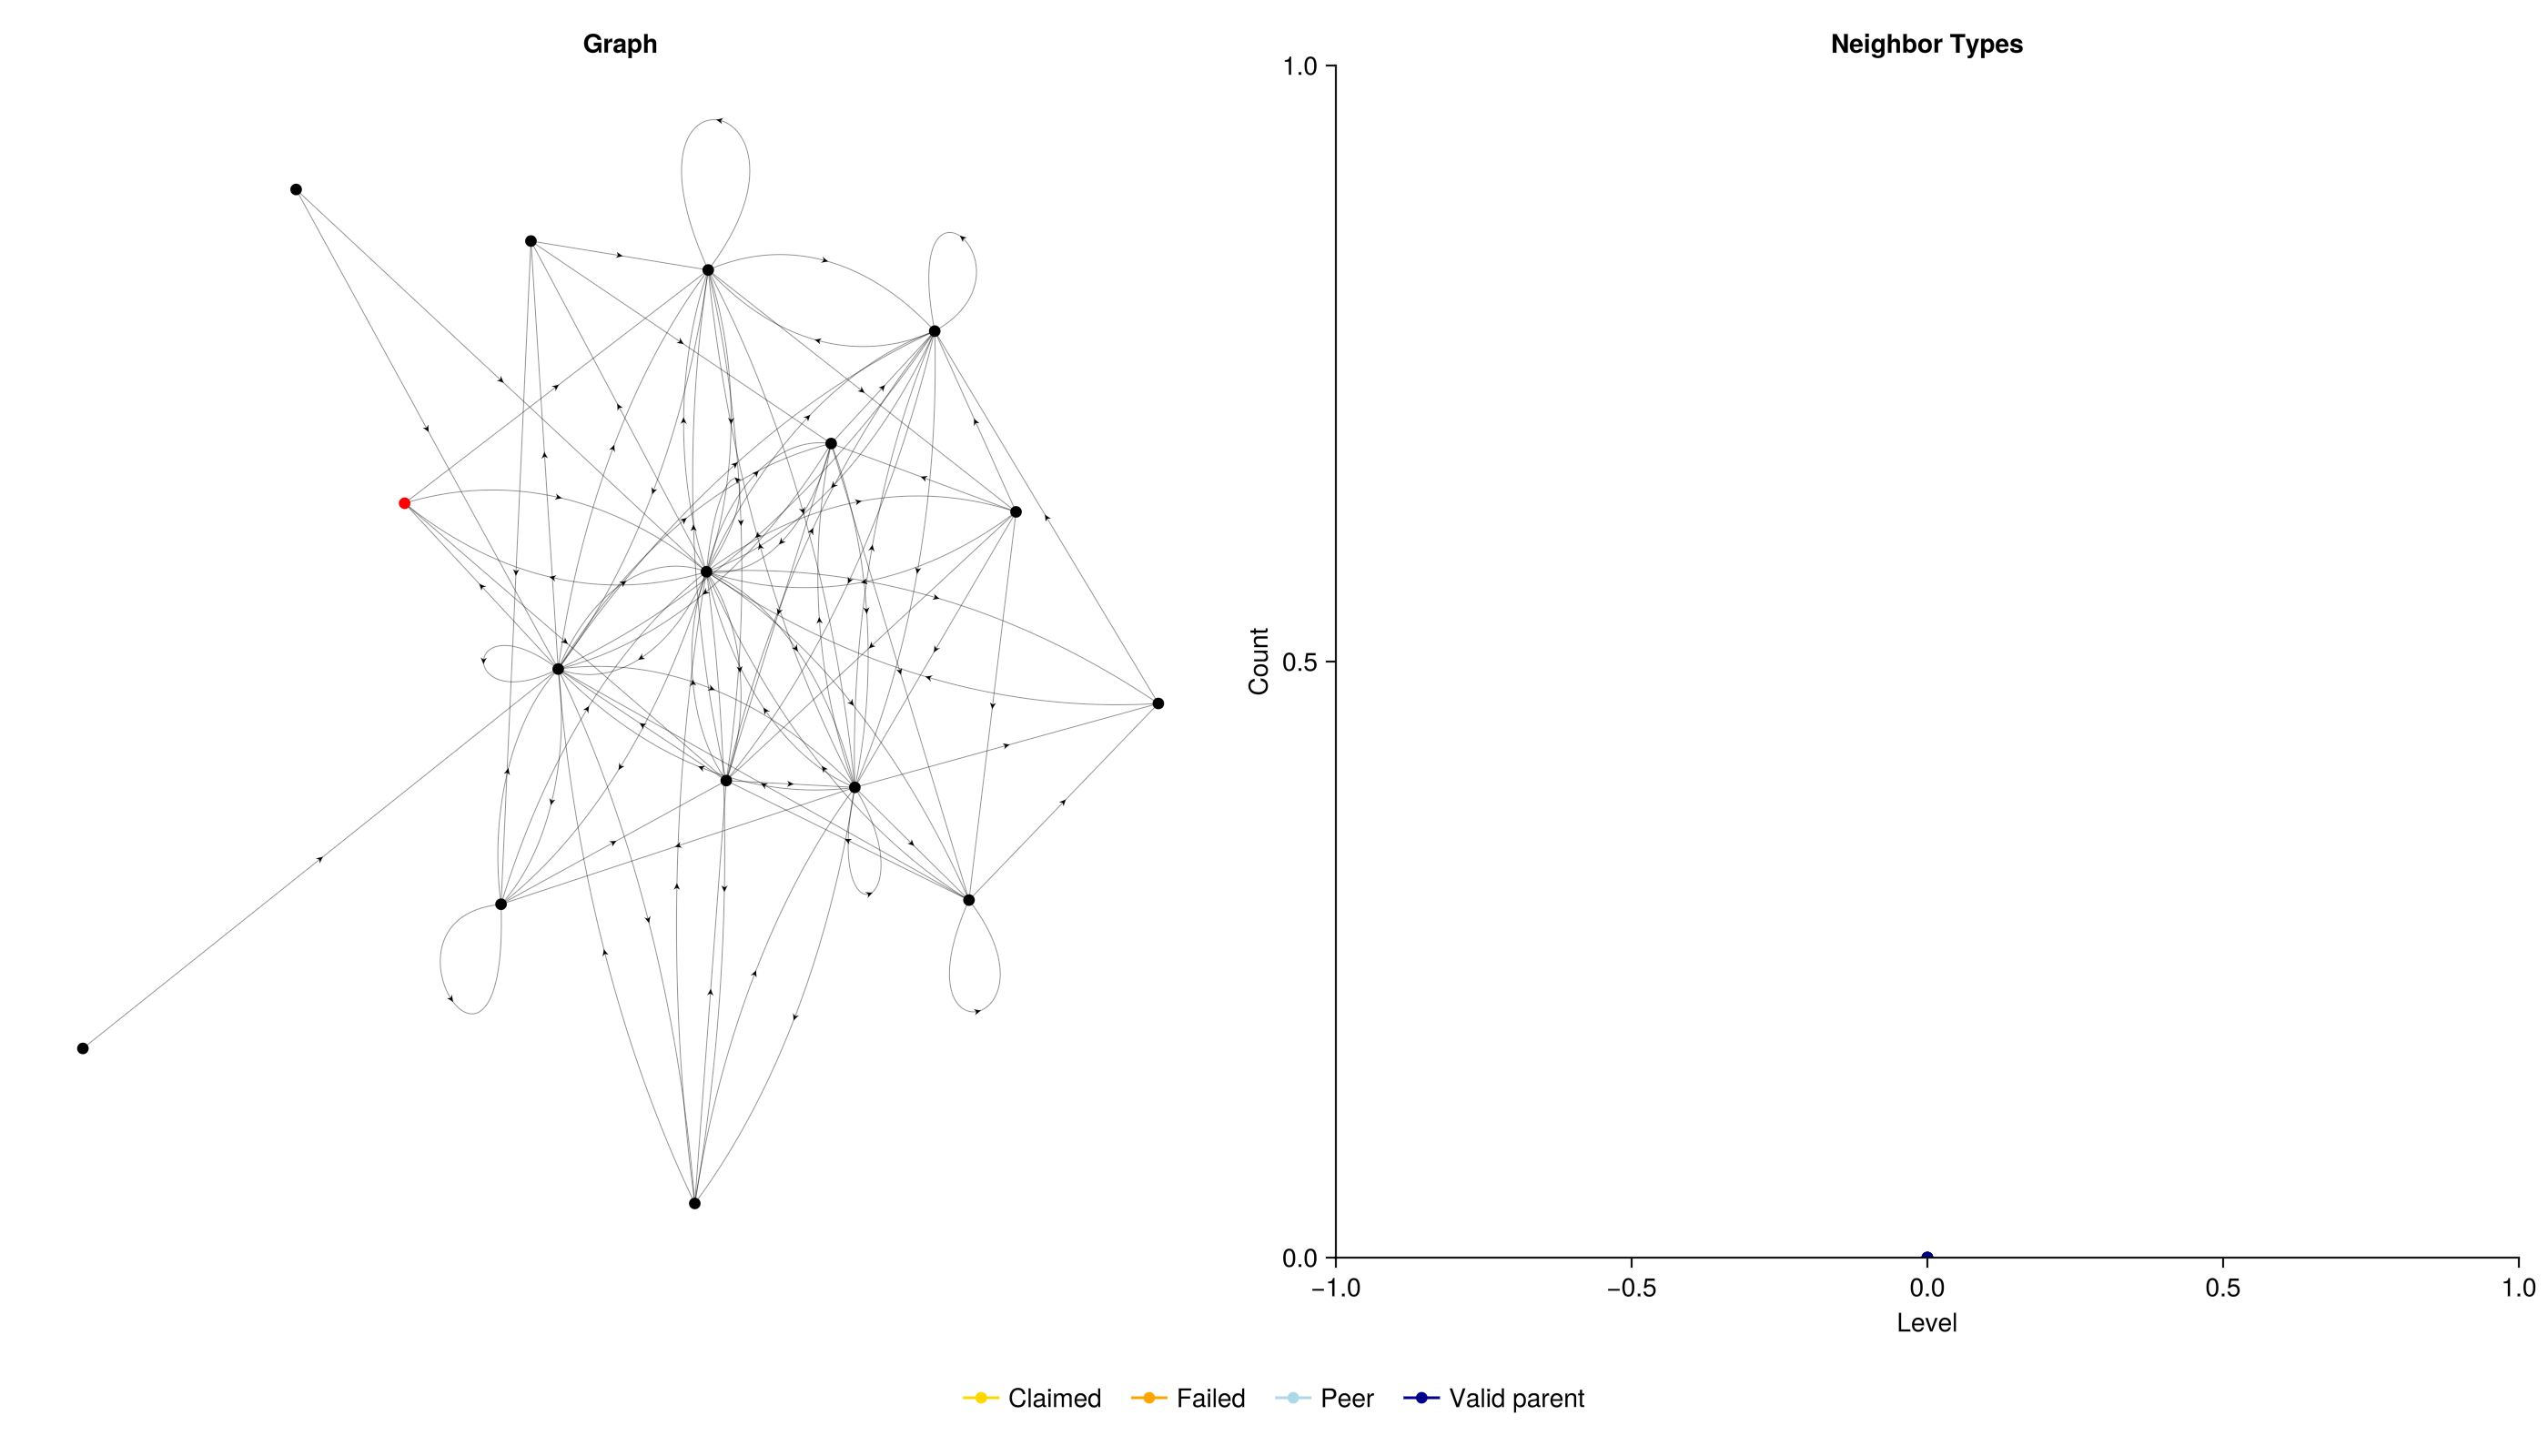 Graph
Neighbor Types
1.0
0.5
0.0
Count
−1.0 −0.5 0.0 0.5 1.0
Level
Claimed Failed Peer Valid parent